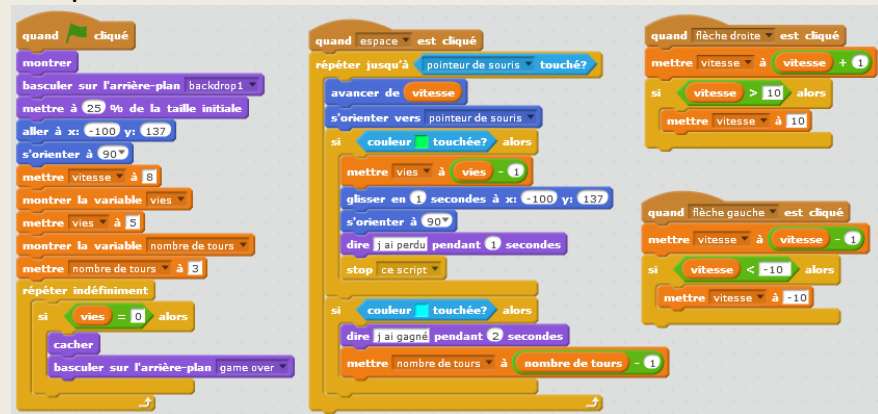 quand cliqué
montrer
basculer sur l'arrière-plan backdrop1
mettre à 25 % de la taille initiale
aller à x: -100 y: 137
s'orienter à 90
mettre vitesse à 8
montrer la variable vies
mettre vies à 5
montrer la variable nombre de tours
mettre nombre de tours à 3
répéter indéfiniment
si vies = 0 alors
cacher
basculer sur l'arrière-plan game over
quand espace est cliqué
répéter jusqu'à pointeur de souris touché?
avancer de vitesse
s'orienter vers pointeur de souris
si couleur touchée? alors
mettre vies à vies - 1
glisser en 1 secondes à x: -100 y: 137
s'orienter à 90
dire j ai perdu pendant 1 secondes
stop ce script
si couleur touchée? alors
dire j ai gagné pendant 2 secondes
mettre nombre de tours à nombre de tours - 1
quand flèche droite est cliqué
mettre vitesse à vitesse + 1
si vitesse > 10 alors
mettre vitesse à 10
quand flèche gauche est cliqué
mettre vitesse à vitesse - 1
si vitesse < -10 alors
mettre vitesse à -10